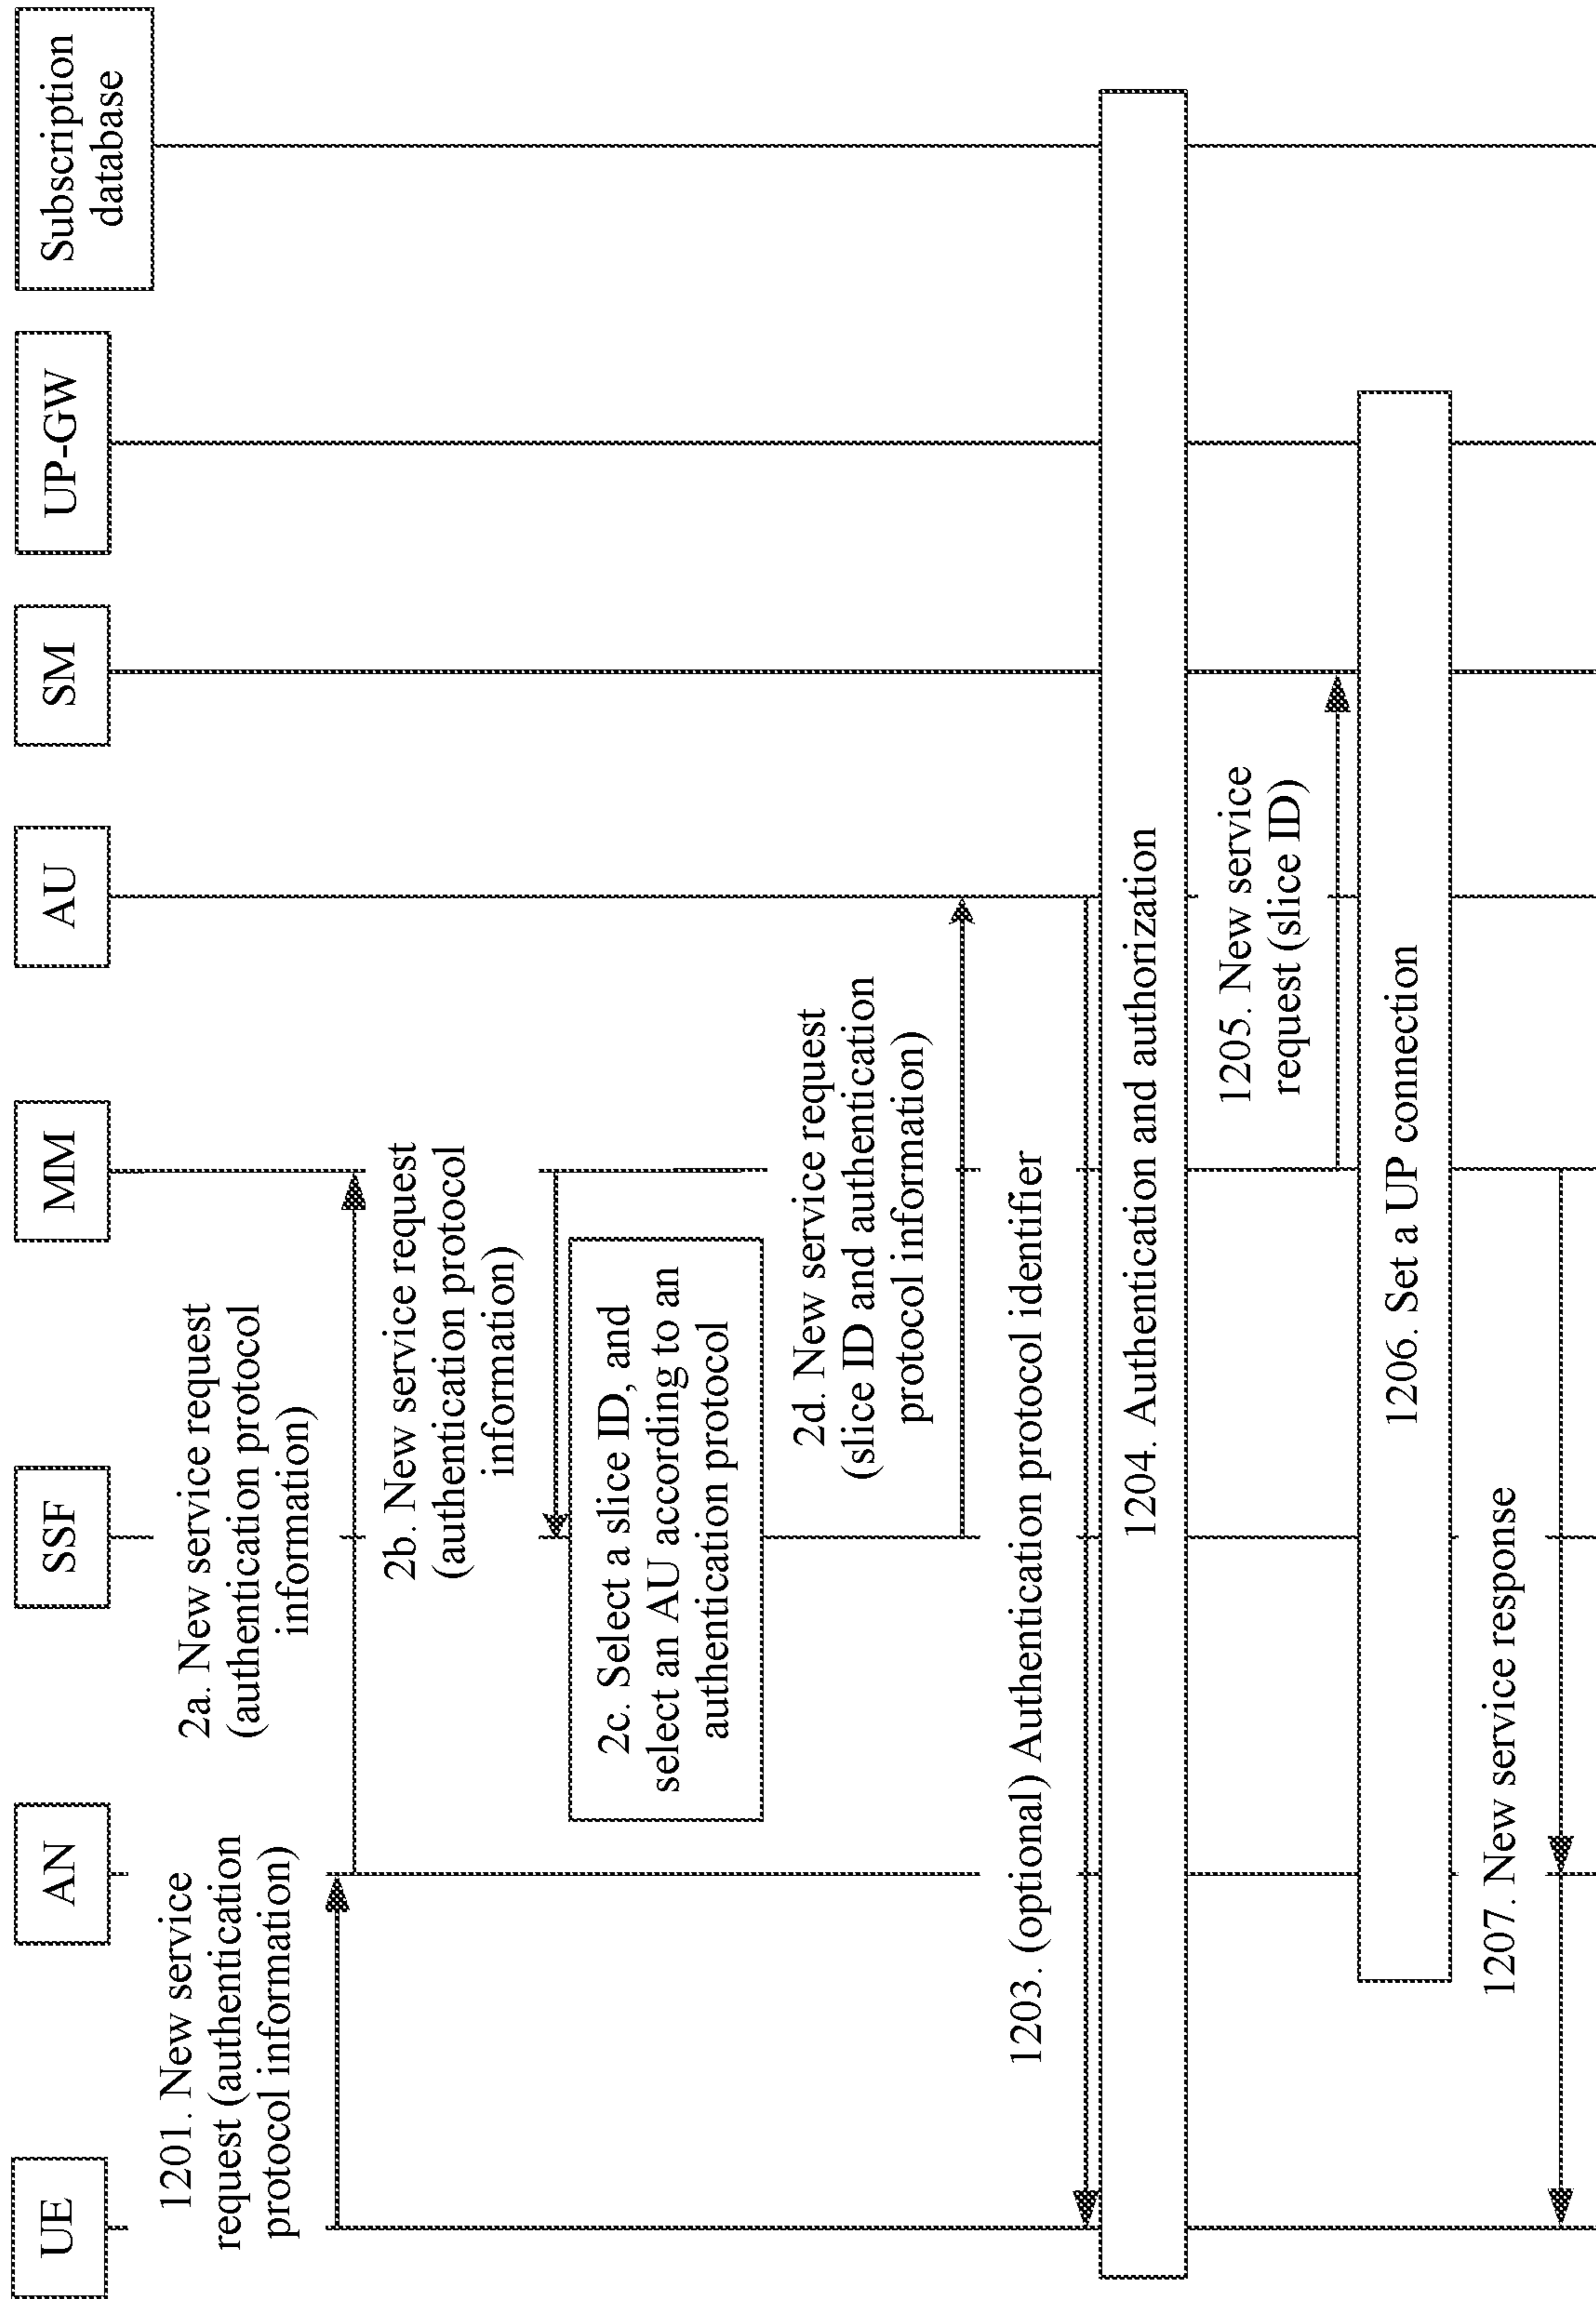 UE
AN
SSF
MM
AU
SM
UP-GW
Subscription
database
1201. New service
request (authentication
protocol information)
2a. New service request
(authentication protocol
information)
2b. New service request
(authentication protocol
information)
2c. Select a slice ID, and
select an AU according to an
authentication protocol
2d. New service request
(slice ID and authentication
protocol information)
1203. (optional) Authentication protocol identifier
1204. Authentication and authorization
1205. New service
request (slice ID)
1206. Set a UP connection
1207. New service response